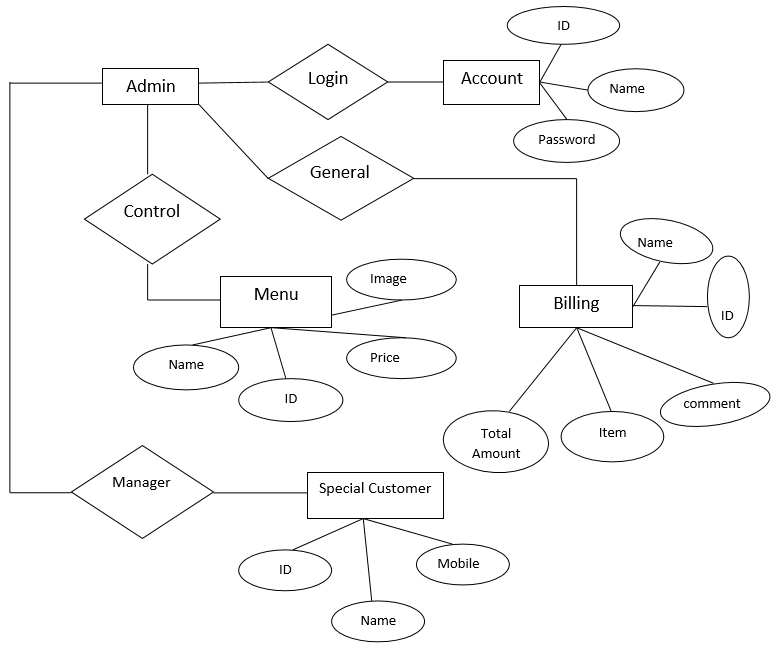 ID
Admin
Login
Account
Name
Password
General
Control
Name
Image
Menu
Billing
ID
Name
Price
ID
comment
Total
Amount
Item
Manager
Special Customer
ID
Mobile
Name